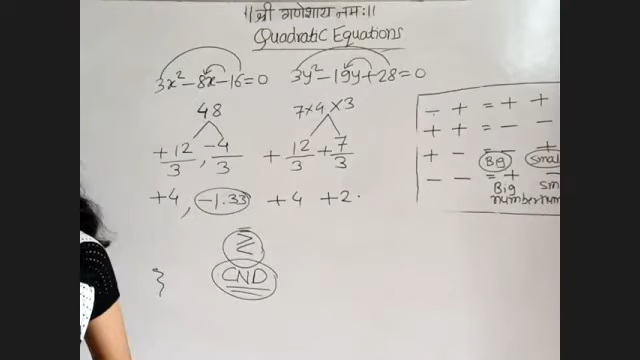 ||श्री गणेशाय नमः||
Quadratic Equations
3x² - 8x - 16 = 0
3y² - 19y + 28 = 0
48
7 x 4 x 3
+12/3 , -4/3
+ 12/3 + 7/3
+4 , -1.33
+4 +2.
≥
≤
CND
÷ + = + +
+ + = - -
+ - = Big small
- - = + +
Big
number